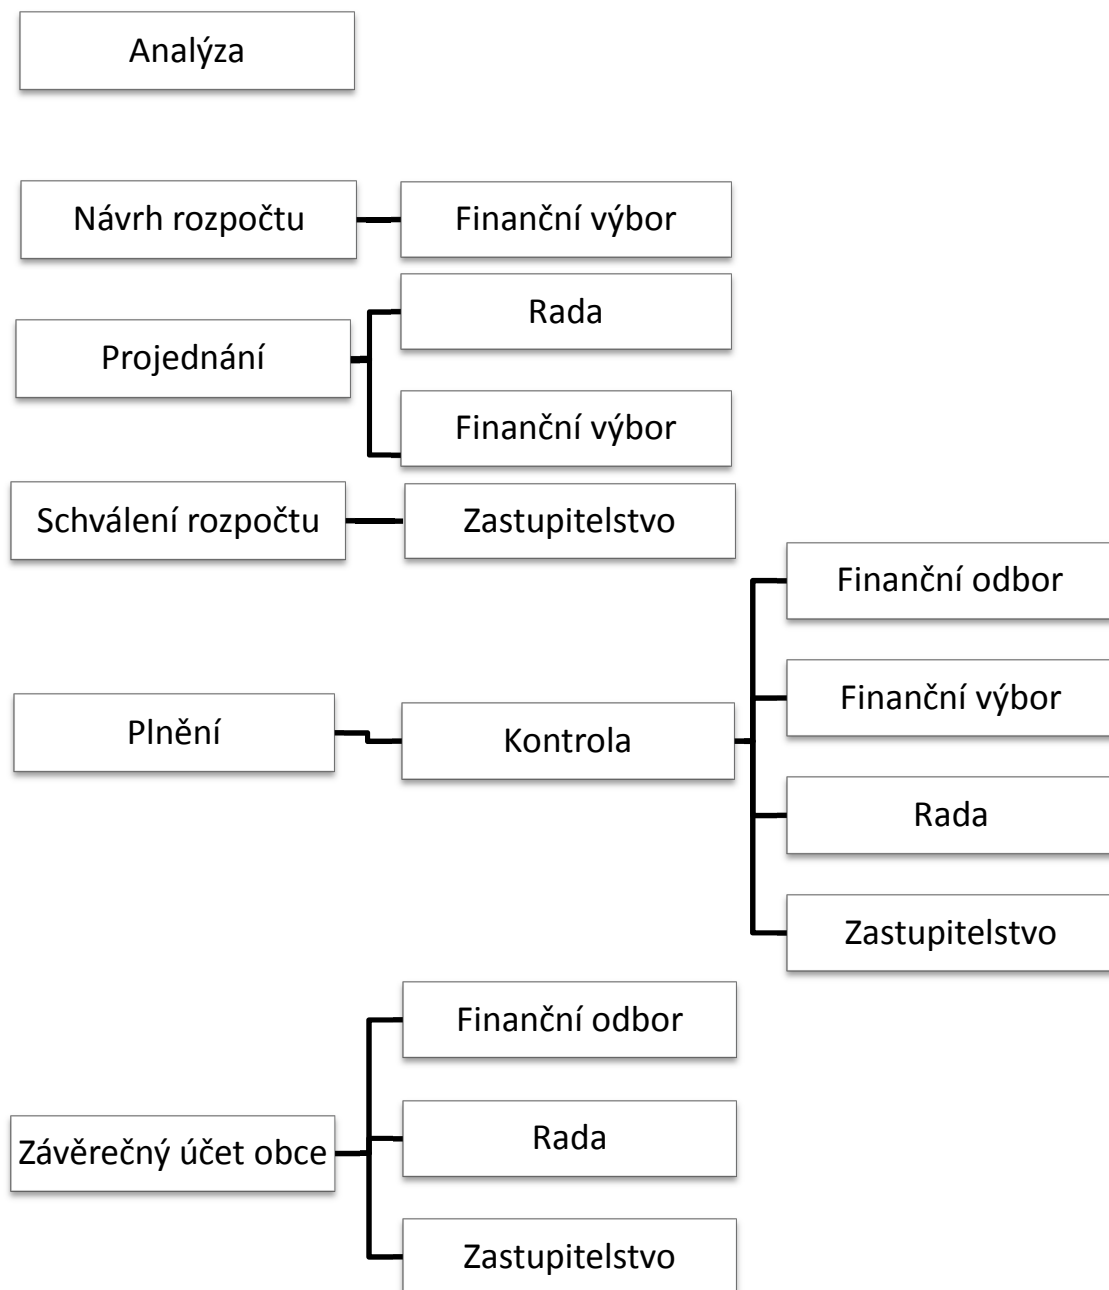 Analýza
Návrh rozpočtu
Finanční výbor
Projednání
Rada
Finanční výbor
Schválení rozpočtu
Zastupitelstvo
Plnění
Kontrola
Finanční odbor
Finanční výbor
Rada
Zastupitelstvo
Závěrečný účet obce
Finanční odbor
Rada
Zastupitelstvo